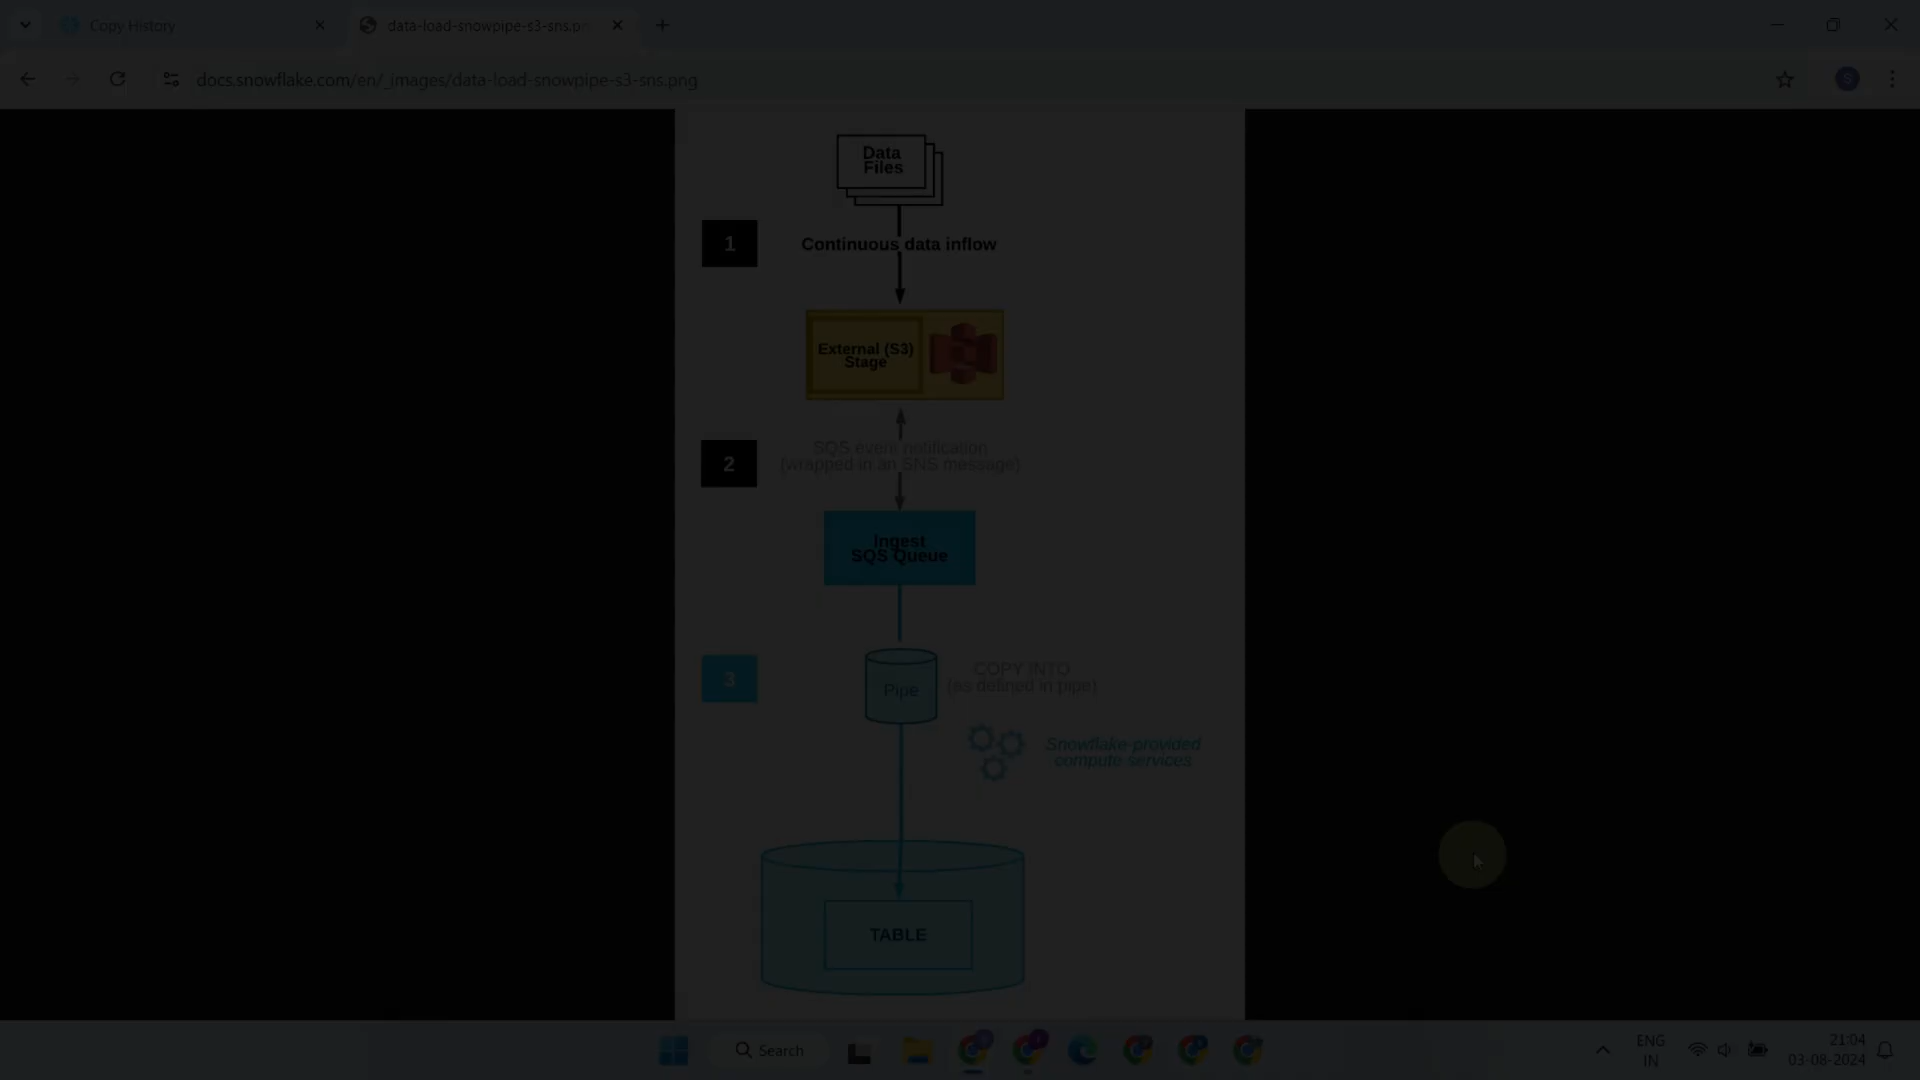 Copy History
data-load-snowpipe-s3-sns.pn
docs.snowflake.com/en/_images/data-load-snowpipe-s3-sns.png
S
Data
Files
1
Continuous data inflow
External (S3)
Stage
2
SQS event notification
(wrapped in an SNS message)
Ingest
SQS Queue
3
Pipe
COPY INTO
(as defined in pipe)
Snowflake-provided
compute services
TABLE
Search
ENG
IN
21:04
03-08-2024